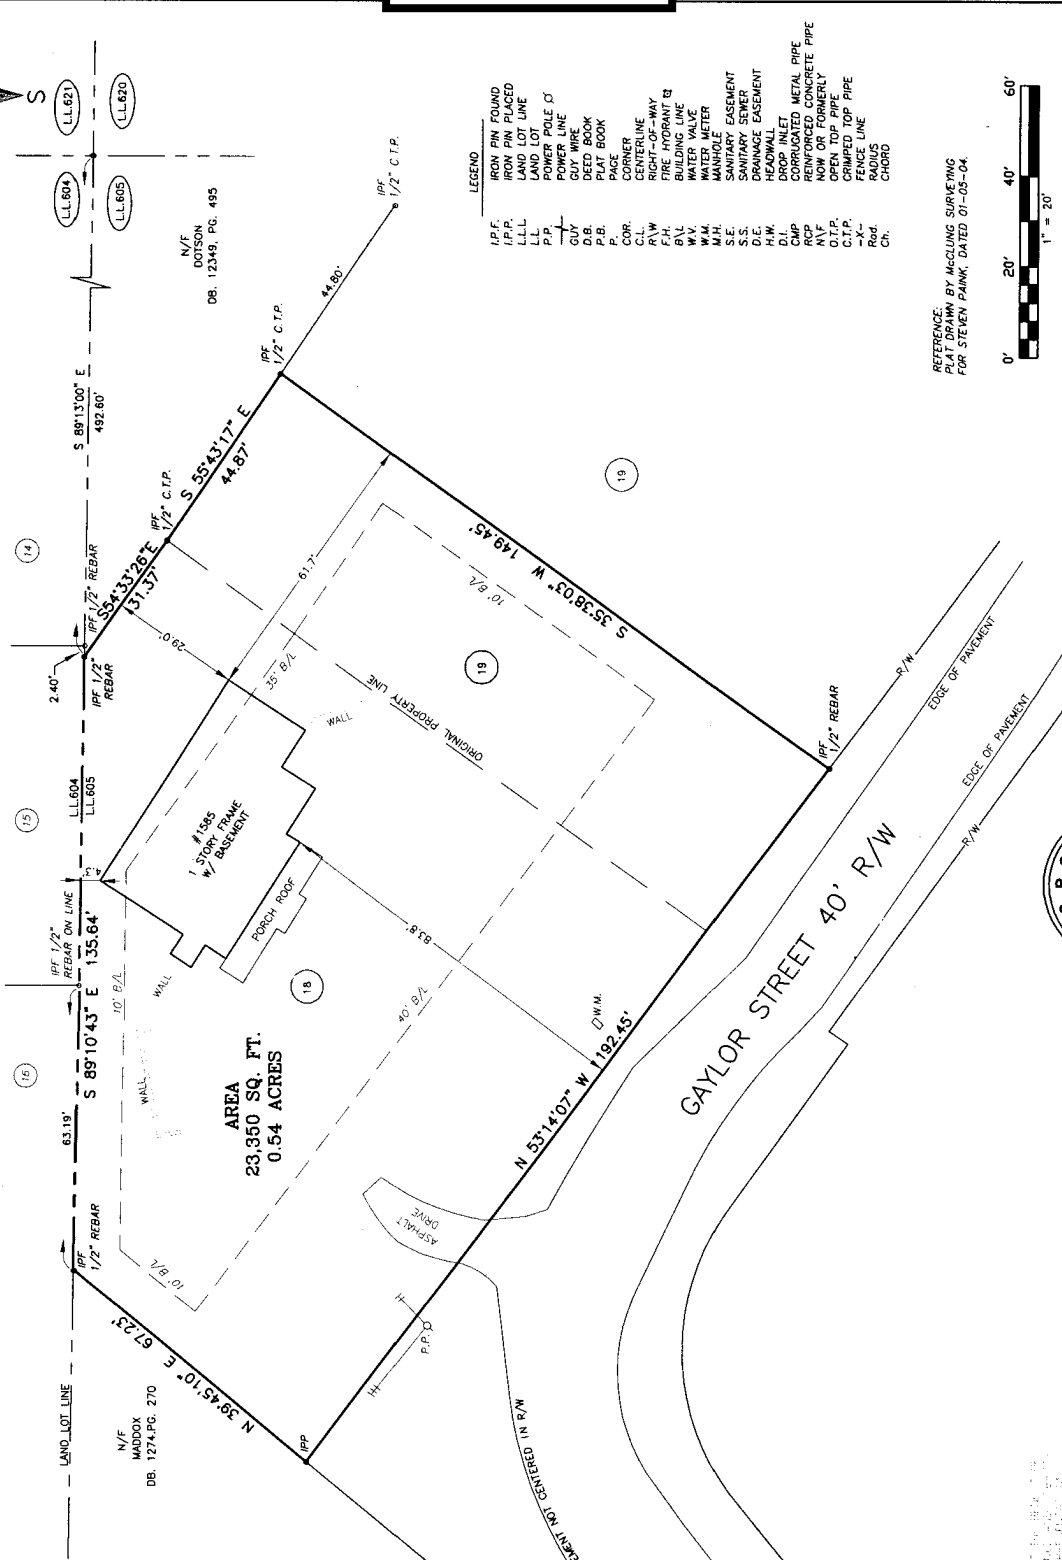 S
L.L.621
L.L.620
L.L.604
L.L.605
N/F
DOTSON
DB. 12349, PG. 495
S 89°13'00" E
492.60'
IPF
1/2" C.T.P.
44.80'
IPF
1/2" C.T.P.
S 55°43'17" E
44.87'
IPF
1/2" C.T.P.
S54°33'26"E
31.37'
14
IPF 1/2" REBAR
2.40'
IPF 1/2"
REBAR
LEGEND
I.P.F. IRON PIN FOUND
I.P.P. IRON PIN PLACED
L.L.L. LAND LOT LINE
L.L. LAND LOT
P.P. POWER POLE
POWER LINE
GUY GUY WIRE
D.B. DEED BOOK
P.B. PLAT BOOK
P. PAGE
COR. CORNER
C.L. CENTERLINE
R\W RIGHT-OF-WAY
F.H. FIRE HYDRANT
B\L BUILDING LINE
W.V. WATER VALVE
W.M. WATER METER
M.H. MANHOLE
S.E. SANITARY EASEMENT
S.S. SANITARY SEWER
D.E. DRAINAGE EASEMENT
H.W. HEADWALL
D.I. DROP INLET
CMP CORRUGATED METAL PIPE
RCP REINFORCED CONCRETE PIPE
N\F NOW OR FORMERLY
O.T.P. OPEN TOP PIPE
C.T.P. CRIMPED TOP PIPE
-X- FENCE LINE
Rad. RADIUS
Ch. CHORD
REFERENCE:
PLAT DRAWN BY McCLUNG SURVEYING
FOR STEVEN PAINK, DATED 01-05-04.
0' 20' 40' 60'
1" = 20'
61.7'
29.0'
35' B/L
10' B/L
S 35°38'03" W 149.45'
19
19
WALL
ORIGINAL PROPERTY LINE
IPF
1/2" REBAR
R/W
EDGE OF PAVEMENT
EDGE OF PAVEMENT
R/W
15
L.L.604
L.L.605
#1585
1 STORY FRAME
W/ BASEMENT
4.3'
IPF 1/2"
REBAR ON LINE
S 89°10'43" E 135.64'
10' B/L
WALL
PORCH ROOF
83.8'
18
40' B/L
W.M.
N 53°14'07" W 192.45'
GAYLOR STREET 40' R/W
16
63.19'
WALL
AREA
23,350 SQ. FT.
0.54 ACRES
IPF
1/2" REBAR
10' B/L
ASPHALT
DRIVE
P.P.
LAND LOT LINE
N 39°45'10" E 67.23'
N/F
MADDOX
DB. 1274,PG. 270
IPP
EMENT NOT CENTERED IN R/W